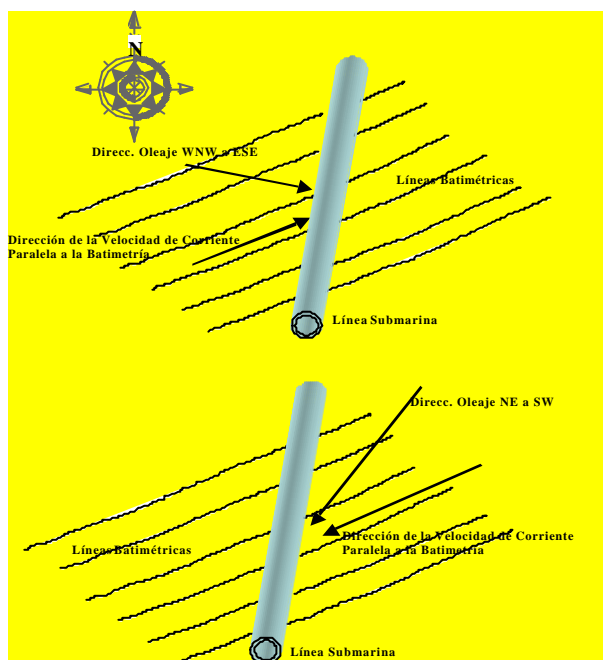 N
Direcc. Oleaje WNW a ESE
Líneas Batimétricas
Dirección de la Velocidad de Corriente
Paralela a la Batimetría
Línea Submarina
Direcc. Oleaje NE a SW
Líneas Batimétricas
Dirección de la Velocidad de Corriente
Paralela a la Batimetría
Línea Submarina